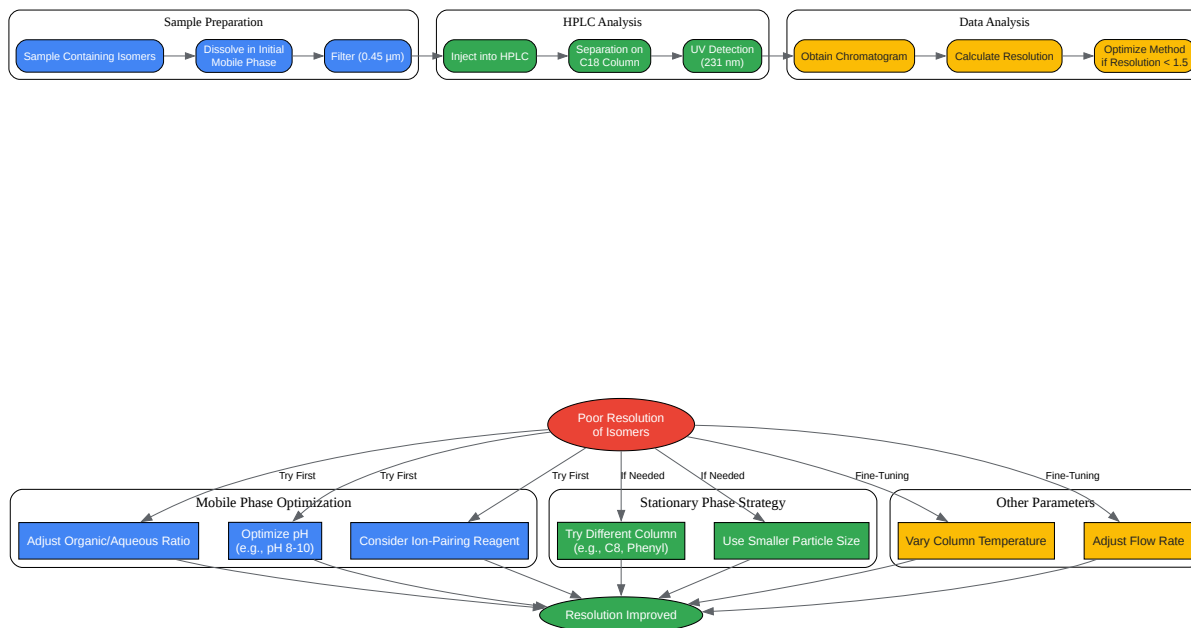 Sample Preparation
HPLC Analysis
Data Analysis
Sample Containing Isomers
Dissolve in Initial
Mobile Phase
Filter (0.45 µm)
Inject into HPLC
Separation on
C18 Column
UV Detection
(231 nm)
Obtain Chromatogram
Calculate Resolution
Optimize Method
if Resolution < 1.5
Poor Resolution
of Isomers
Try First
Try First
Try First
If Needed
If Needed
Fine-Tuning
Fine-Tuning
Mobile Phase Optimization
Stationary Phase Strategy
Other Parameters
Adjust Organic/Aqueous Ratio
Optimize pH
(e.g., pH 8-10)
Consider Ion-Pairing Reagent
Try Different Column
(e.g., C8, Phenyl)
Use Smaller Particle Size
Vary Column Temperature
Adjust Flow Rate
Resolution Improved